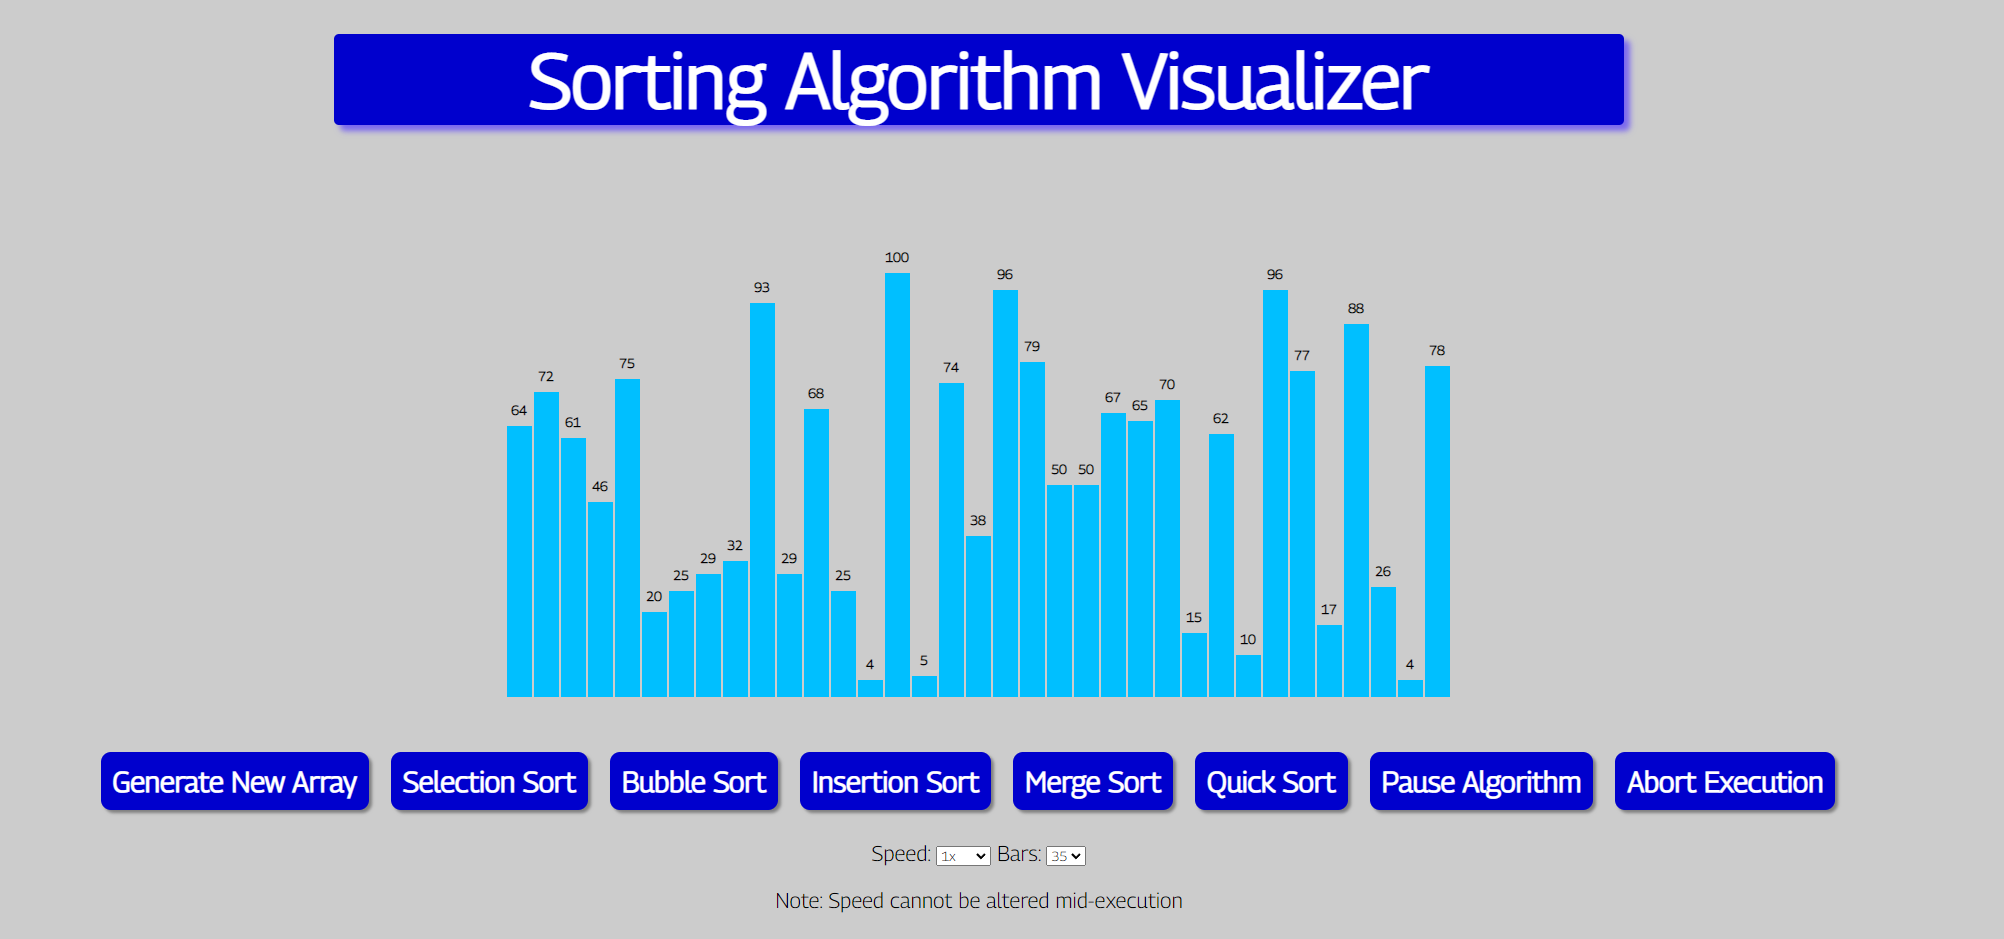 Sorting Algorithm Visualizer
64 72 61 46 75 20 25 29 32 93 29 68 25 4 100 5 74 38 96 79 50 50 67 65 70 15 62 10 96 77 17 88 26 4 78
Generate New Array Selection Sort Bubble Sort Insertion Sort Merge Sort Quick Sort Pause Algorithm Abort Execution
Speed: 1x Bars: 35
Note: Speed cannot be altered mid-execution